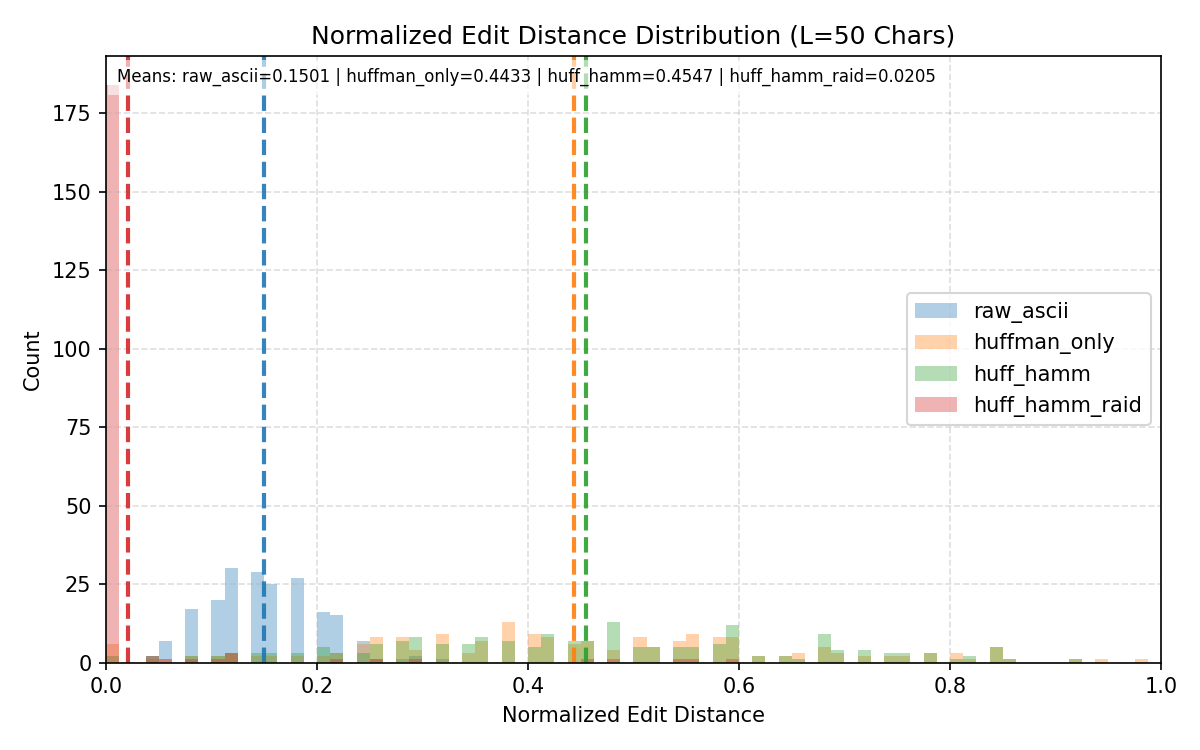 Normalized Edit Distance Distribution (L=50 Chars)
Means: raw_ascii=0.1501 | huffman_only=0.4433 | huff_hamm=0.4547 | huff_hamm_raid=0.0205
175
150
125
100
75
50
25
0
Count
raw_ascii
huffman_only
huff_hamm
huff_hamm_raid
0.0 0.2 0.4 0.6 0.8 1.0
Normalized Edit Distance